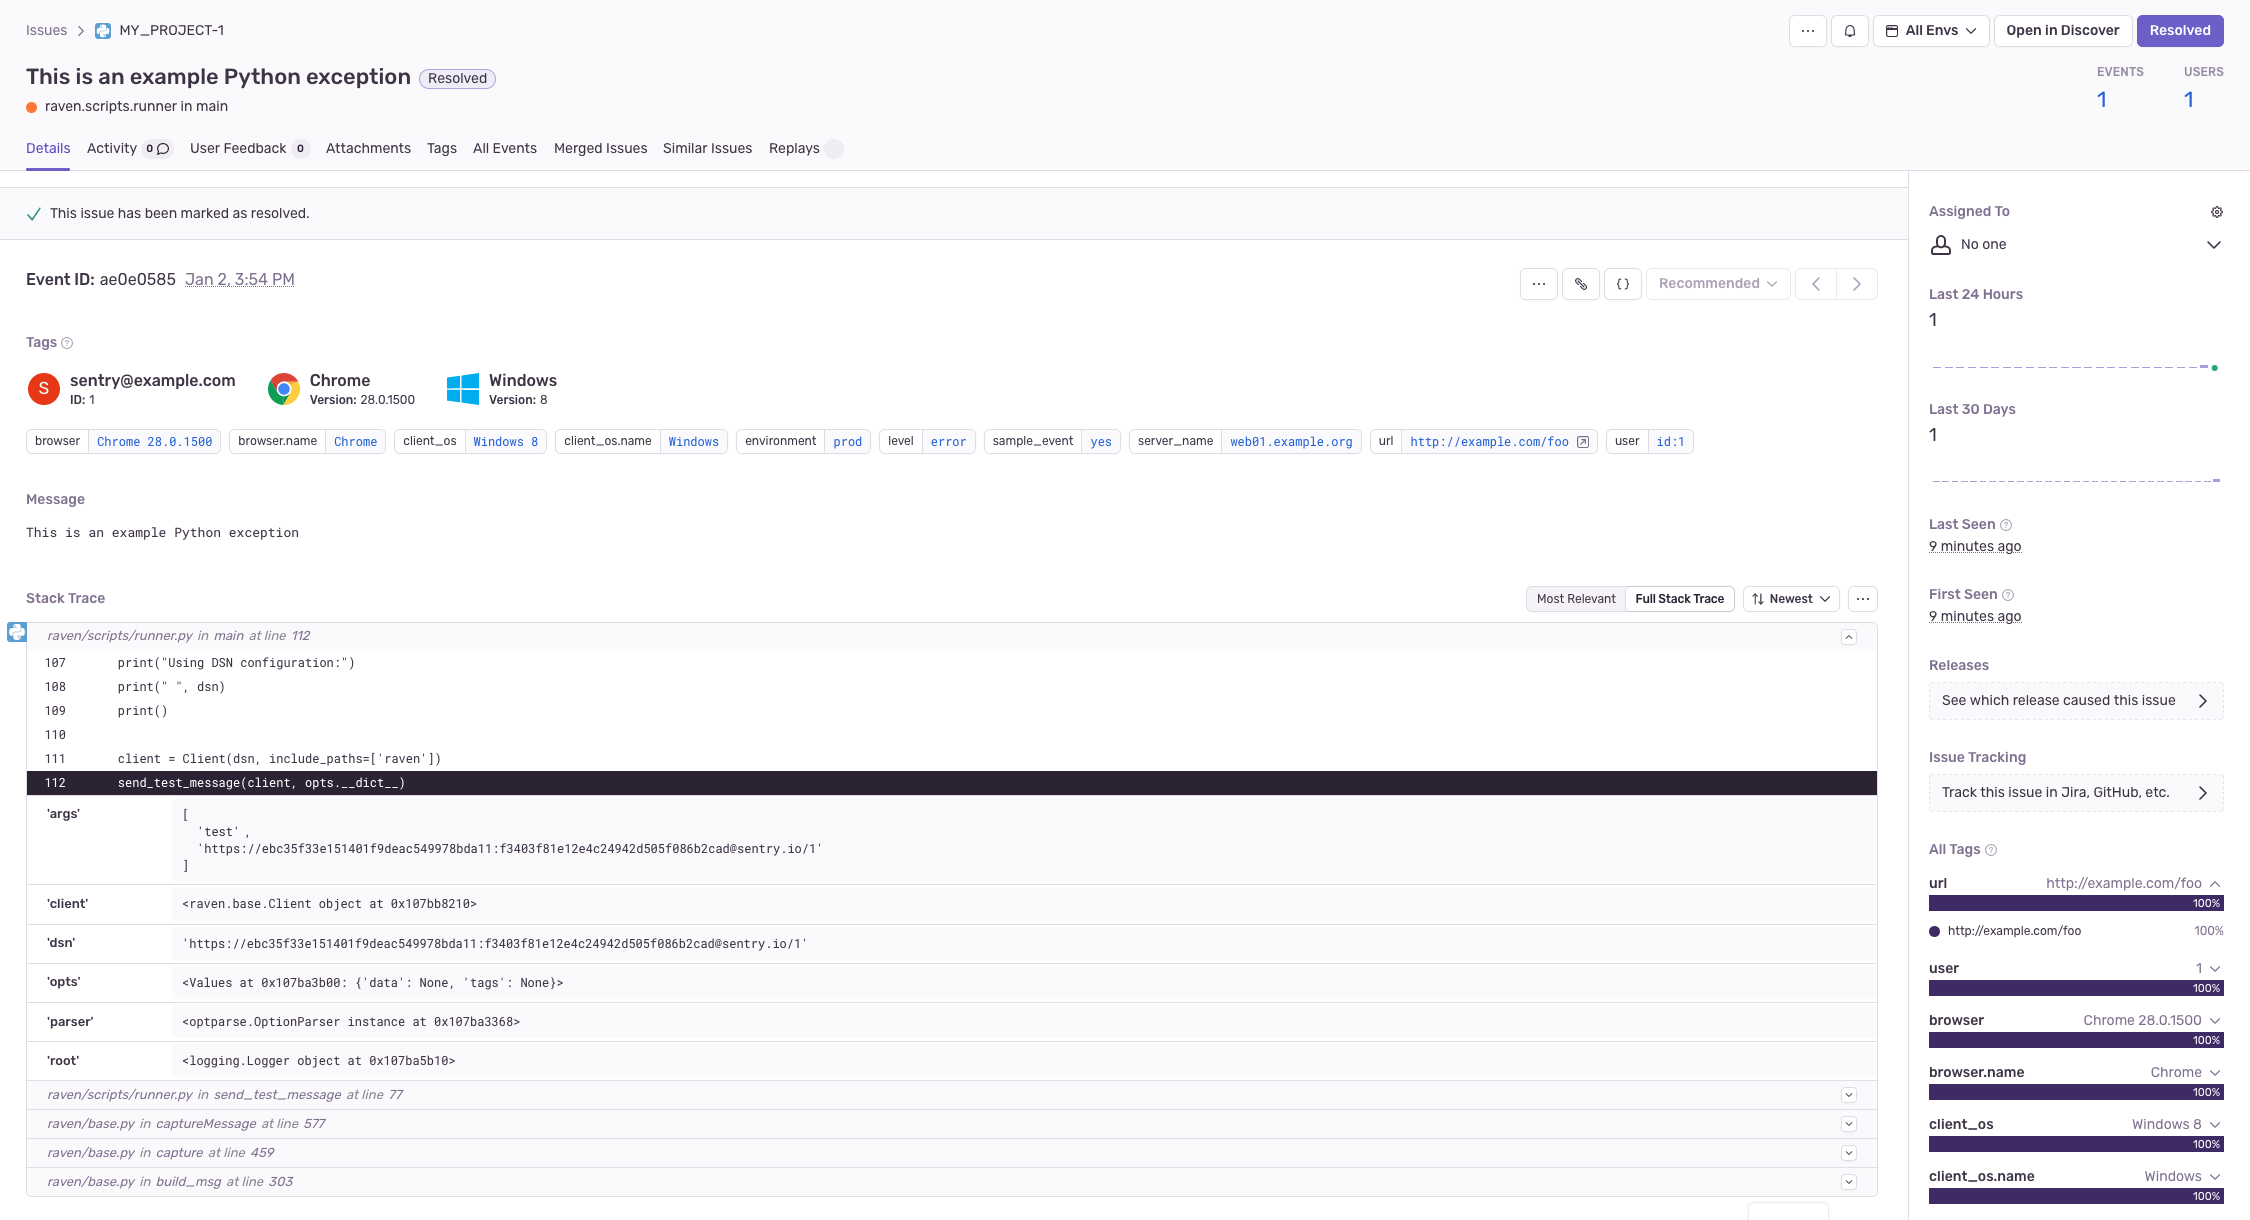 Issues > MY_PROJECT-1
All Envs
Open in Discover
Resolved
This is an example Python exception Resolved
EVENTS USERS
1 1
raven.scripts.runner in main
Details Activity 0 User Feedback 0 Attachments Tags All Events Merged Issues Similar Issues Replays
This issue has been marked as resolved.
Event ID: ae0e0585 Jan 2, 3:54 PM
Recommended
Tags ?
S
sentry@example.com
ID: 1
Chrome
Version: 28.0.1500
Windows
Version: 8
browser Chrome 28.0.1500 browser.name Chrome client_os Windows 8 client_os.name Windows environment prod level error sample_event yes server_name web01.example.org url http://example.com/foo user id:1
Message
This is an example Python exception
Stack Trace
Most Relevant Full Stack Trace Newest
raven/scripts/runner.py in main at line 112
107 print("Using DSN configuration:")
108 print(" ", dsn)
109 print()
110
111 client = Client(dsn, include_paths=['raven'])
112 send_test_message(client, opts.__dict__)
'args' [
'test',
'https://ebc35f33e151401f9deac549978bda11:f3403f81e12e4c24942d505f086b2cad@sentry.io/1'
]
'client' <raven.base.Client object at 0x107bb8210>
'dsn' 'https://ebc35f33e151401f9deac549978bda11:f3403f81e12e4c24942d505f086b2cad@sentry.io/1'
'opts' <Values at 0x107ba3b00: {'data': None, 'tags': None}>
'parser' <optparse.OptionParser instance at 0x107ba3368>
'root' <logging.Logger object at 0x107ba5b10>
raven/scripts/runner.py in send_test_message at line 77
raven/base.py in captureMessage at line 577
raven/base.py in capture at line 459
raven/base.py in build_msg at line 303
Assigned To
No one
Last 24 Hours
1
Last 30 Days
1
Last Seen ?
9 minutes ago
First Seen ?
9 minutes ago
Releases
See which release caused this issue
Issue Tracking
Track this issue in Jira, GitHub, etc.
All Tags ?
url http://example.com/foo
100%
http://example.com/foo 100%
user 1
100%
browser Chrome 28.0.1500
100%
browser.name Chrome
100%
client_os Windows 8
100%
client_os.name Windows
100%